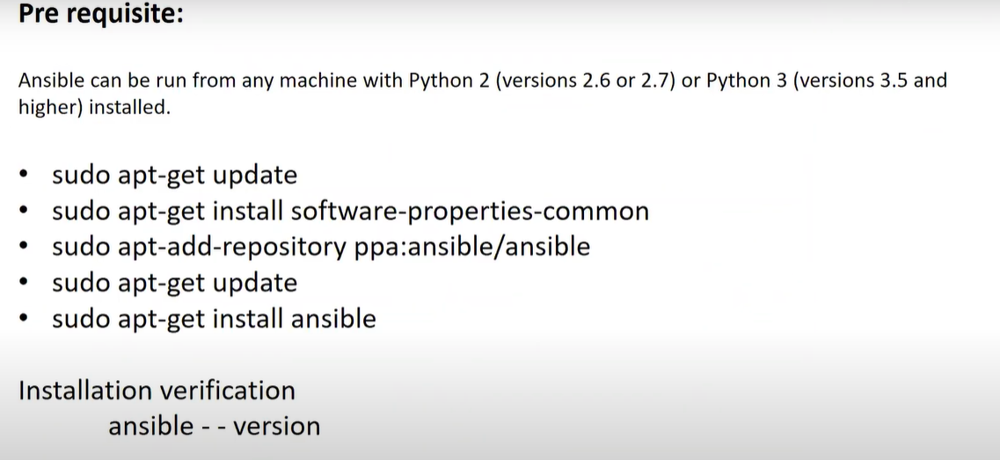 Pre requisite:
Ansible can be run from any machine with Python 2 (versions 2.6 or 2.7) or Python 3 (versions 3.5 and
higher) installed.
• sudo apt-get update
• sudo apt-get install software-properties-common
• sudo apt-add-repository ppa:ansible/ansible
• sudo apt-get update
• sudo apt-get install ansible
Installation verification
ansible - - version